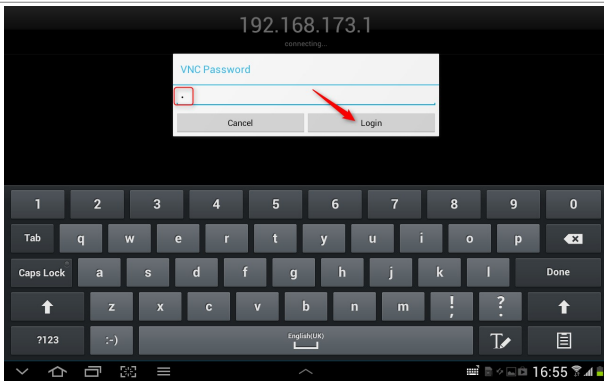 192.168.173.1
connecting...
VNC Password
•
Cancel Login
1 2 3 4 5 6 7 8 9 0
Tab q w e r t y u i o p
Caps Lock a s d f g h j k l Done
z x c v b n m ! , ? .
?123 :-) English(UK) T
16:55